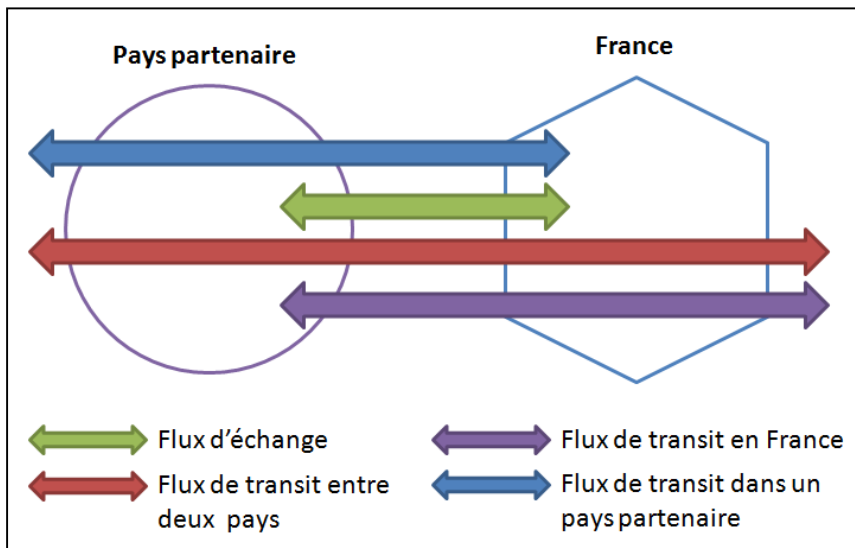 Pays partenaire
France
Flux d'échange
Flux de transit entre
deux pays
Flux de transit en France
Flux de transit dans un
pays partenaire